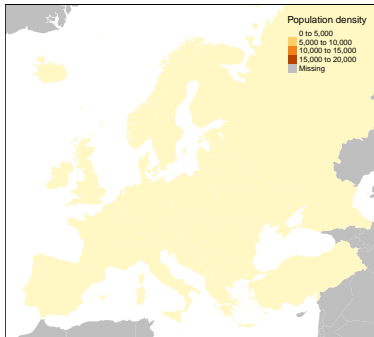 Population density
0 to 5,000
5,000 to 10,000
10,000 to 15,000
15,000 to 20,000
Missing